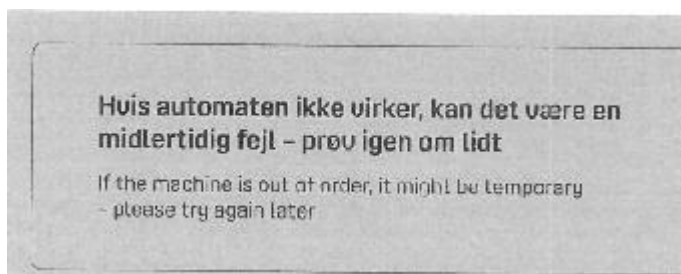 Hvis automaten ikke virker, kan det være en
midlertidig fejl – prøv igen om lidt
If the machine is out of order, it might be temporary
– please try again later